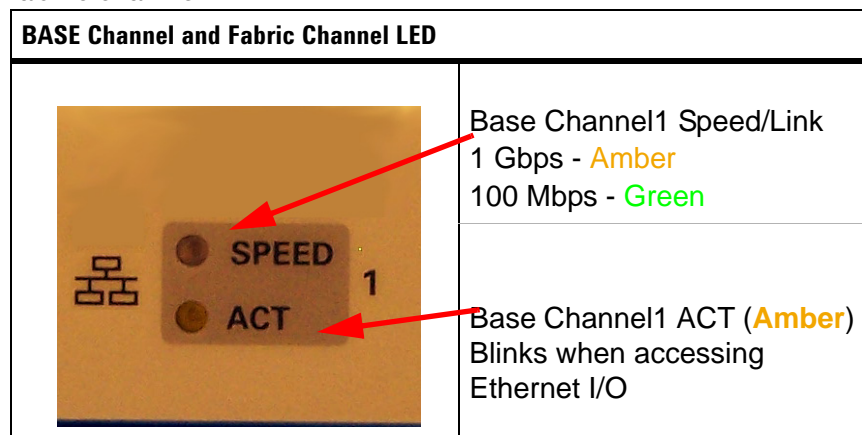 BASE Channel and Fabric Channel LED
Base Channel1 Speed/Link
1 Gbps - Amber
100 Mbps - Green
SPEED
1
ACT
Base Channel1 ACT (Amber)
Blinks when accessing
Ethernet I/O